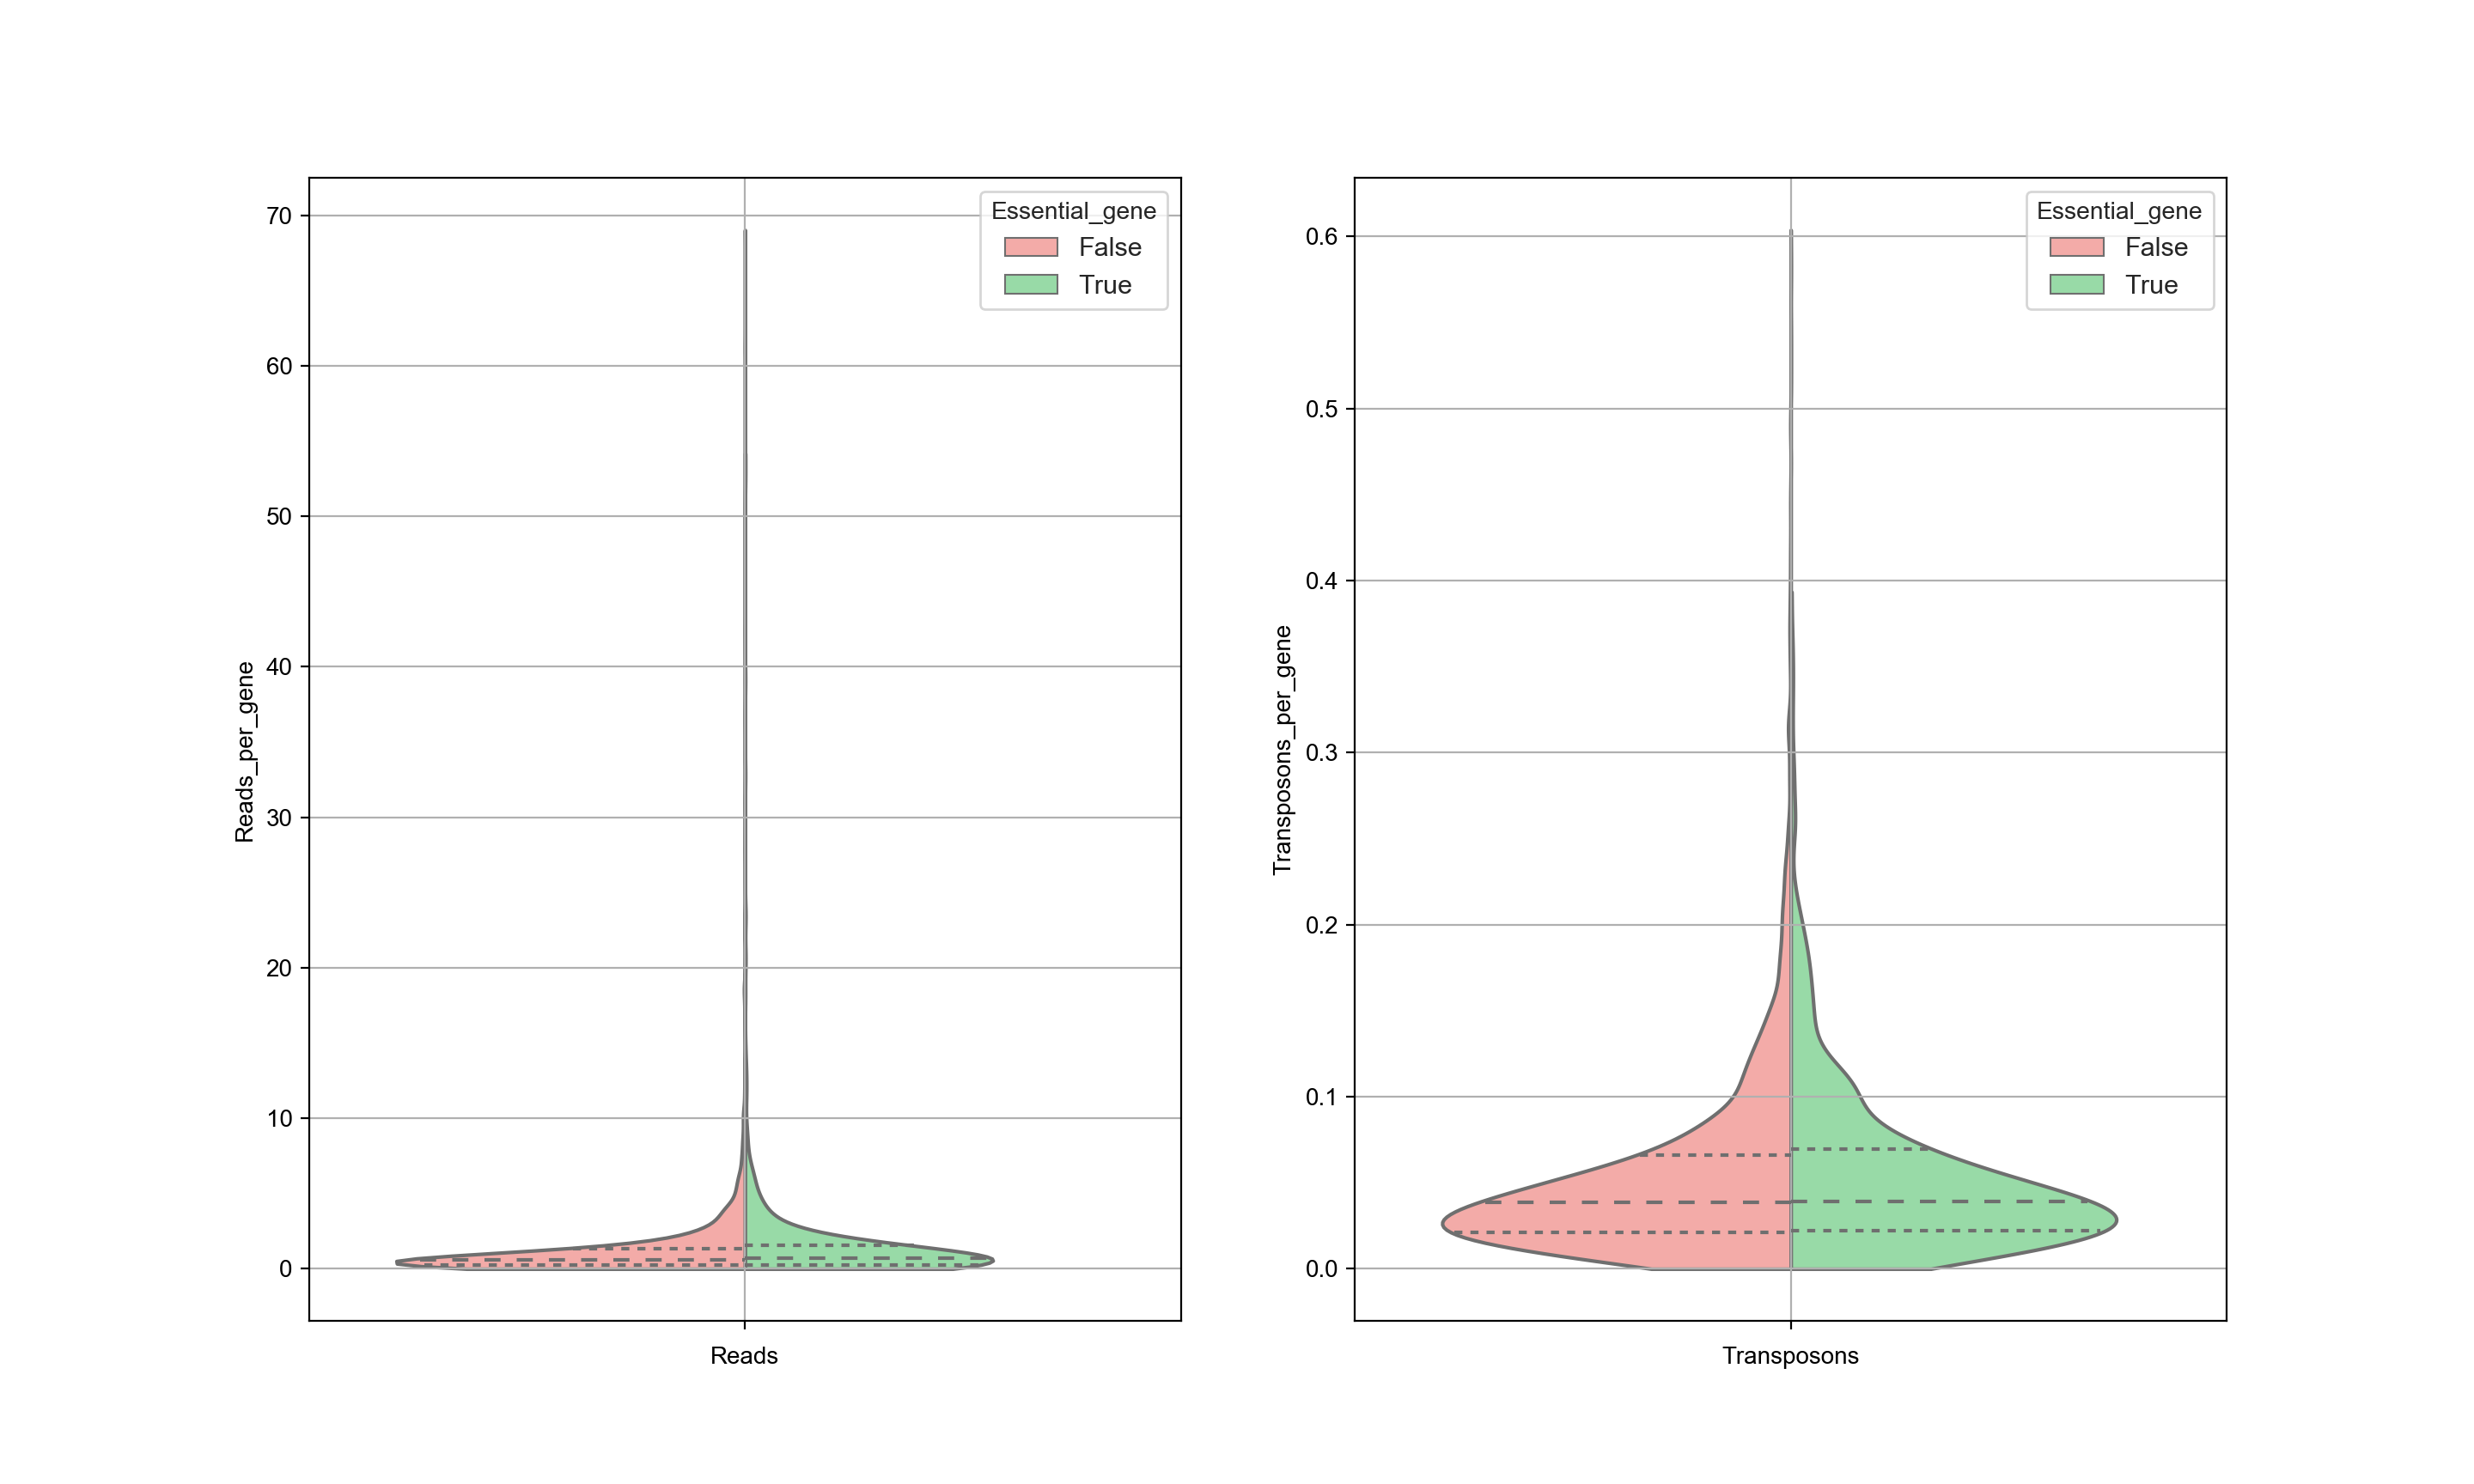 Reads_per_gene
70
60
50
40
30
20
10
0
Essential_gene
False
True
Reads
Transposons_per_gene
0.6
0.5
0.4
0.3
0.2
0.1
0.0
Essential_gene
False
True
Transposons